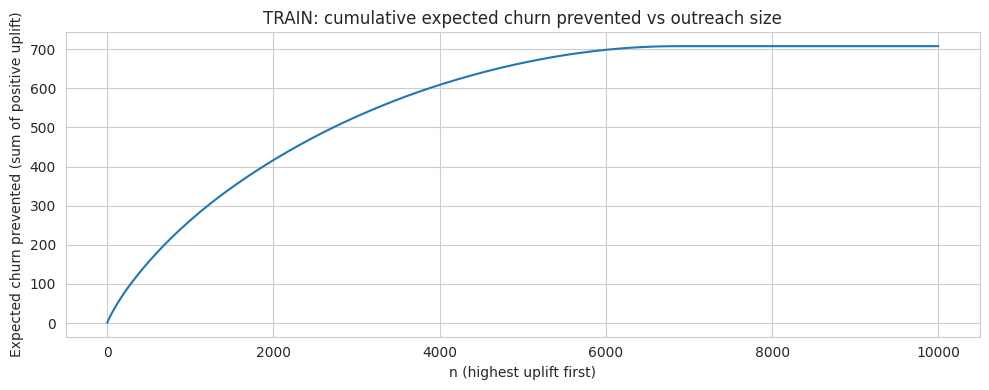 TRAIN: cumulative expected churn prevented vs outreach size
Expected churn prevented (sum of positive uplift)
700
600
500
400
300
200
100
0
0 2000 4000 6000 8000 10000
n (highest uplift first)